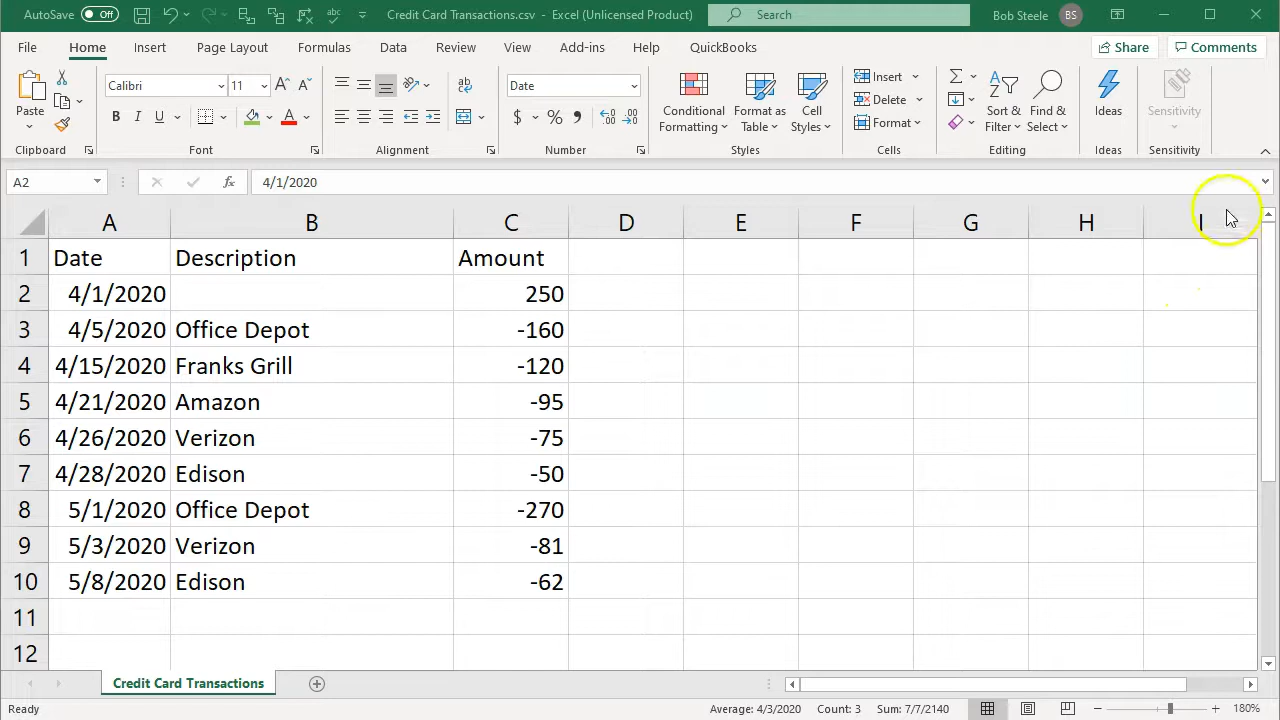 AutoSave Off Credit Card Transactions.csv - Excel (Unlicensed Product) Search Bob Steele BS
File Home Insert Page Layout Formulas Data Review View Add-ins Help QuickBooks Share Comments
Paste Calibri 11 Date Conditional Formatting Format as Table Cell Styles Insert Delete Format Sort & Filter Find & Select Ideas Sensitivity
Clipboard Font Alignment Number Styles Cells Editing Ideas Sensitivity
A2 fx 4/1/2020
A B C D E F G H I
1 Date Description Amount
2 4/1/2020 250
3 4/5/2020 Office Depot -160
4 4/15/2020 Franks Grill -120
5 4/21/2020 Amazon -95
6 4/26/2020 Verizon -75
7 4/28/2020 Edison -50
8 5/1/2020 Office Depot -270
9 5/3/2020 Verizon -81
10 5/8/2020 Edison -62
11
12
Credit Card Transactions
Ready Average: 4/3/2020 Count: 3 Sum: 7/7/2140 180%